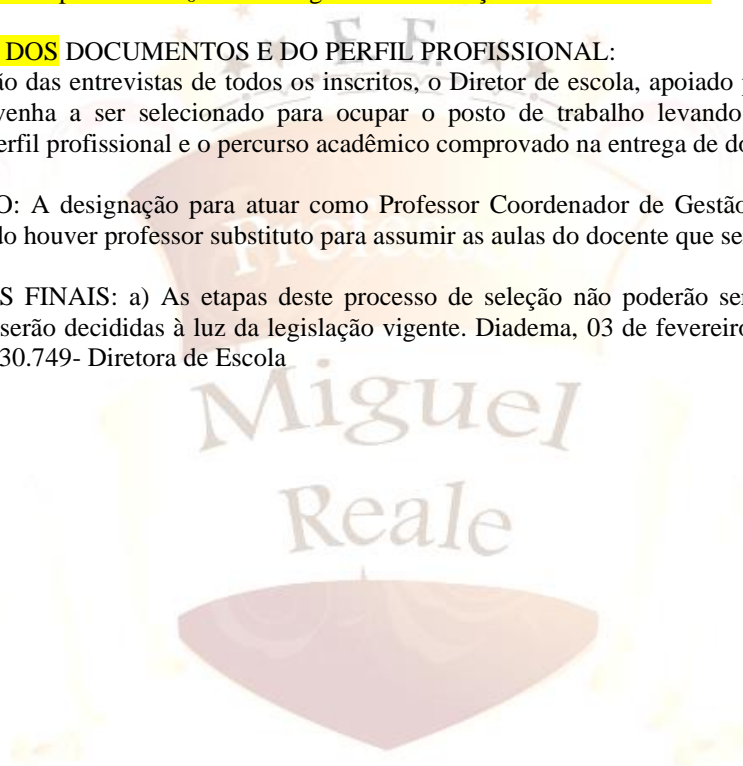 DOS DOCUMENTOS E DO PERFIL PROFISSIONAL:
ão das entrevistas de todos os inscritos, o Diretor de escola, apoiado
venha a ser selecionado para ocupar o posto de trabalho levando
erfil profissional e o percurso acadêmico comprovado na entrega de do
O: A designação para atuar como Professor Coordenador de Gestão
do houver professor substituto para assumir as aulas do docente que se
S FINAIS: a) As etapas deste processo de seleção não poderão ser
serão decididas à luz da legislação vigente. Diadema, 03 de fevereiro
30.749- Diretora de Escola
E. E.
Professor
Miguel
Reale